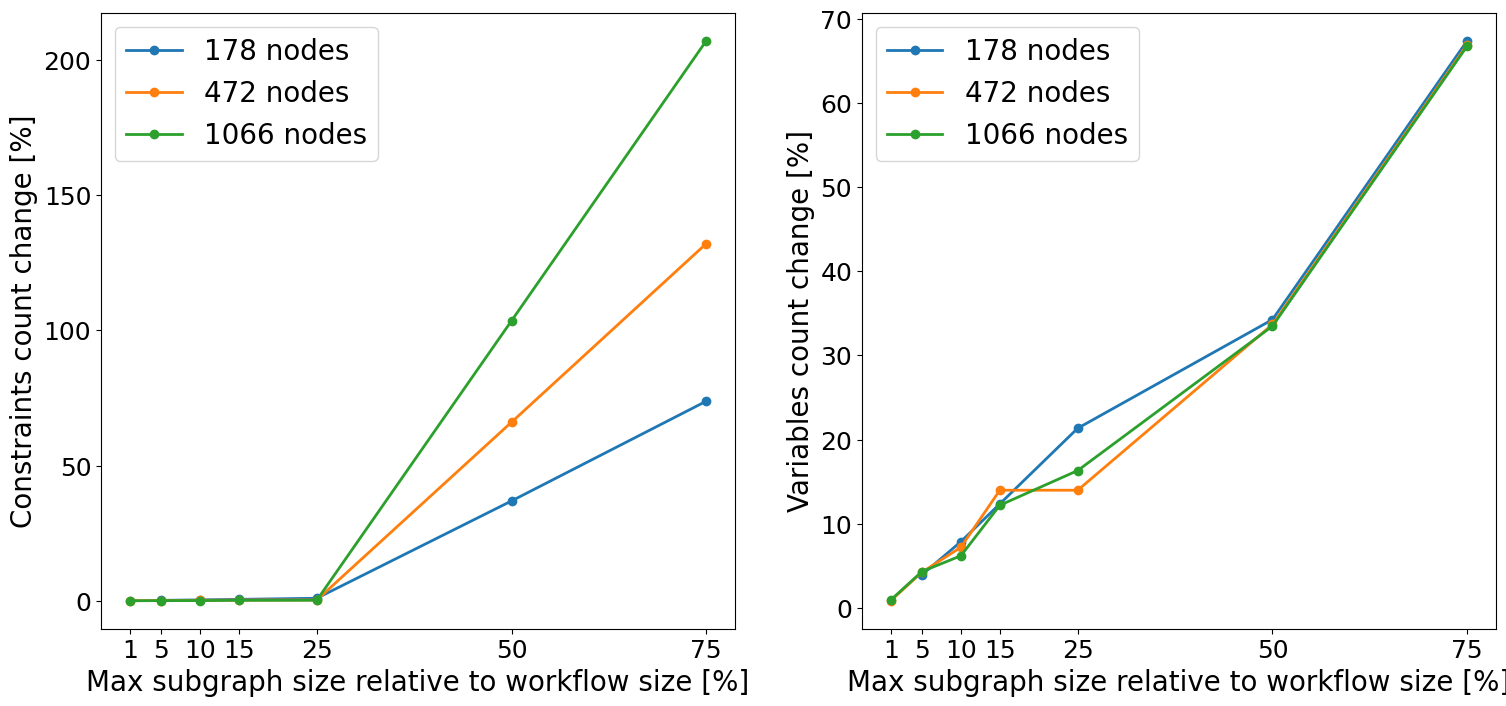 178 nodes
472 nodes
1066 nodes
Constraints count change [%]
200
150
100
50
0
1 5 10 15 25 50 75
Max subgraph size relative to workflow size [%]
178 nodes
472 nodes
1066 nodes
Variables count change [%]
70
60
50
40
30
20
10
0
1 5 10 15 25 50 75
Max subgraph size relative to workflow size [%]